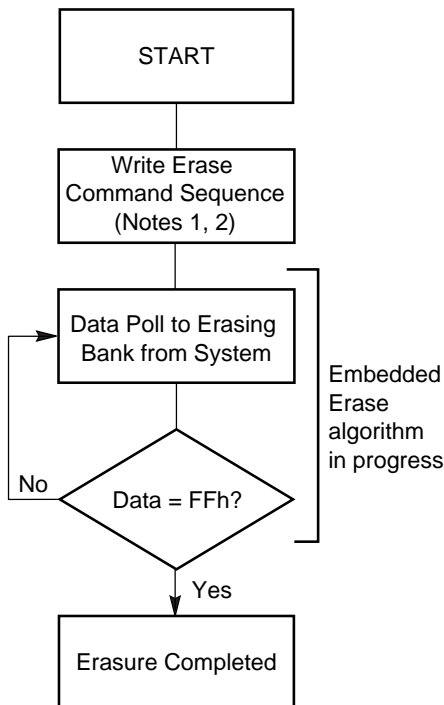 START
Write Erase
Command Sequence
(Notes 1, 2)
Data Poll to Erasing
Bank from System
Embedded
Erase
algorithm
in progress
No
Data = FFh?
Yes
Erasure Completed